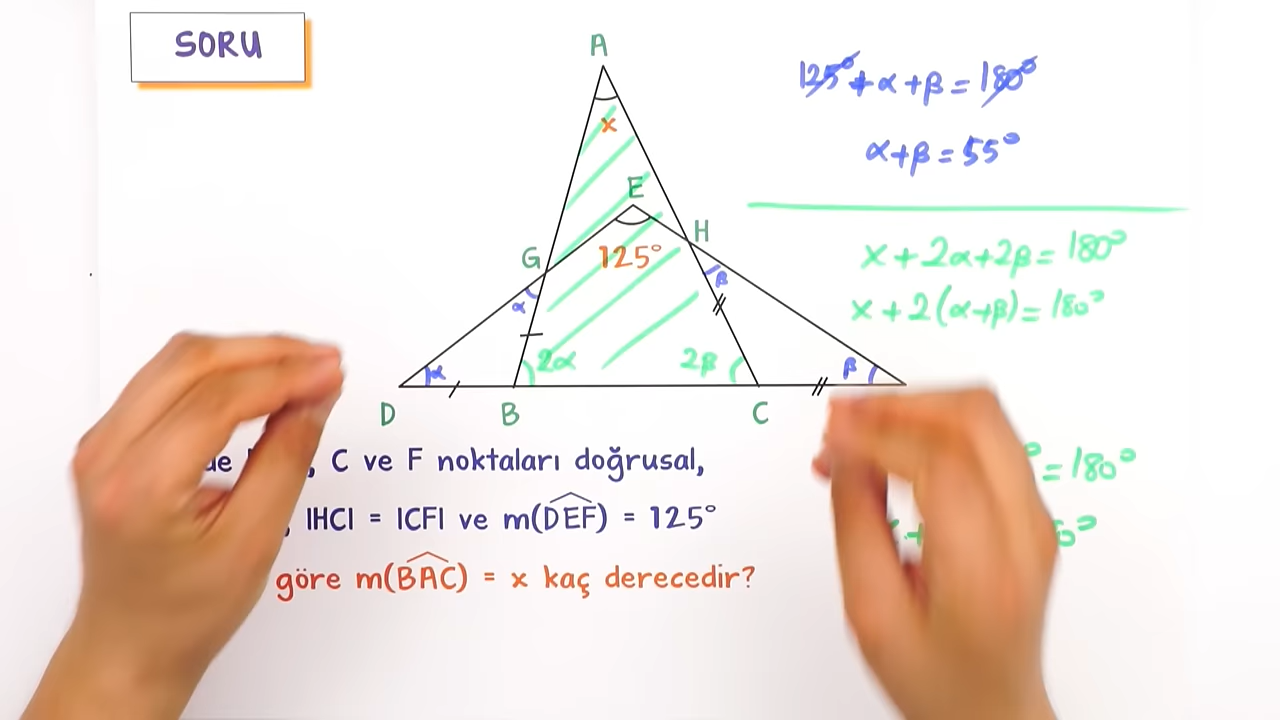 SORU
A
x
E
125°
G
H
α
β
2α
2β
α
β
D
B
C
125° + α + β = 180°
α + β = 55°
x + 2α + 2β = 180°
x + 2(α + β) = 180°
° = 180°
C ve F noktaları doğrusal,
IHCI = ICFI ve m(DEF) = 125°
göre m(BAC) = x kaç derecedir?